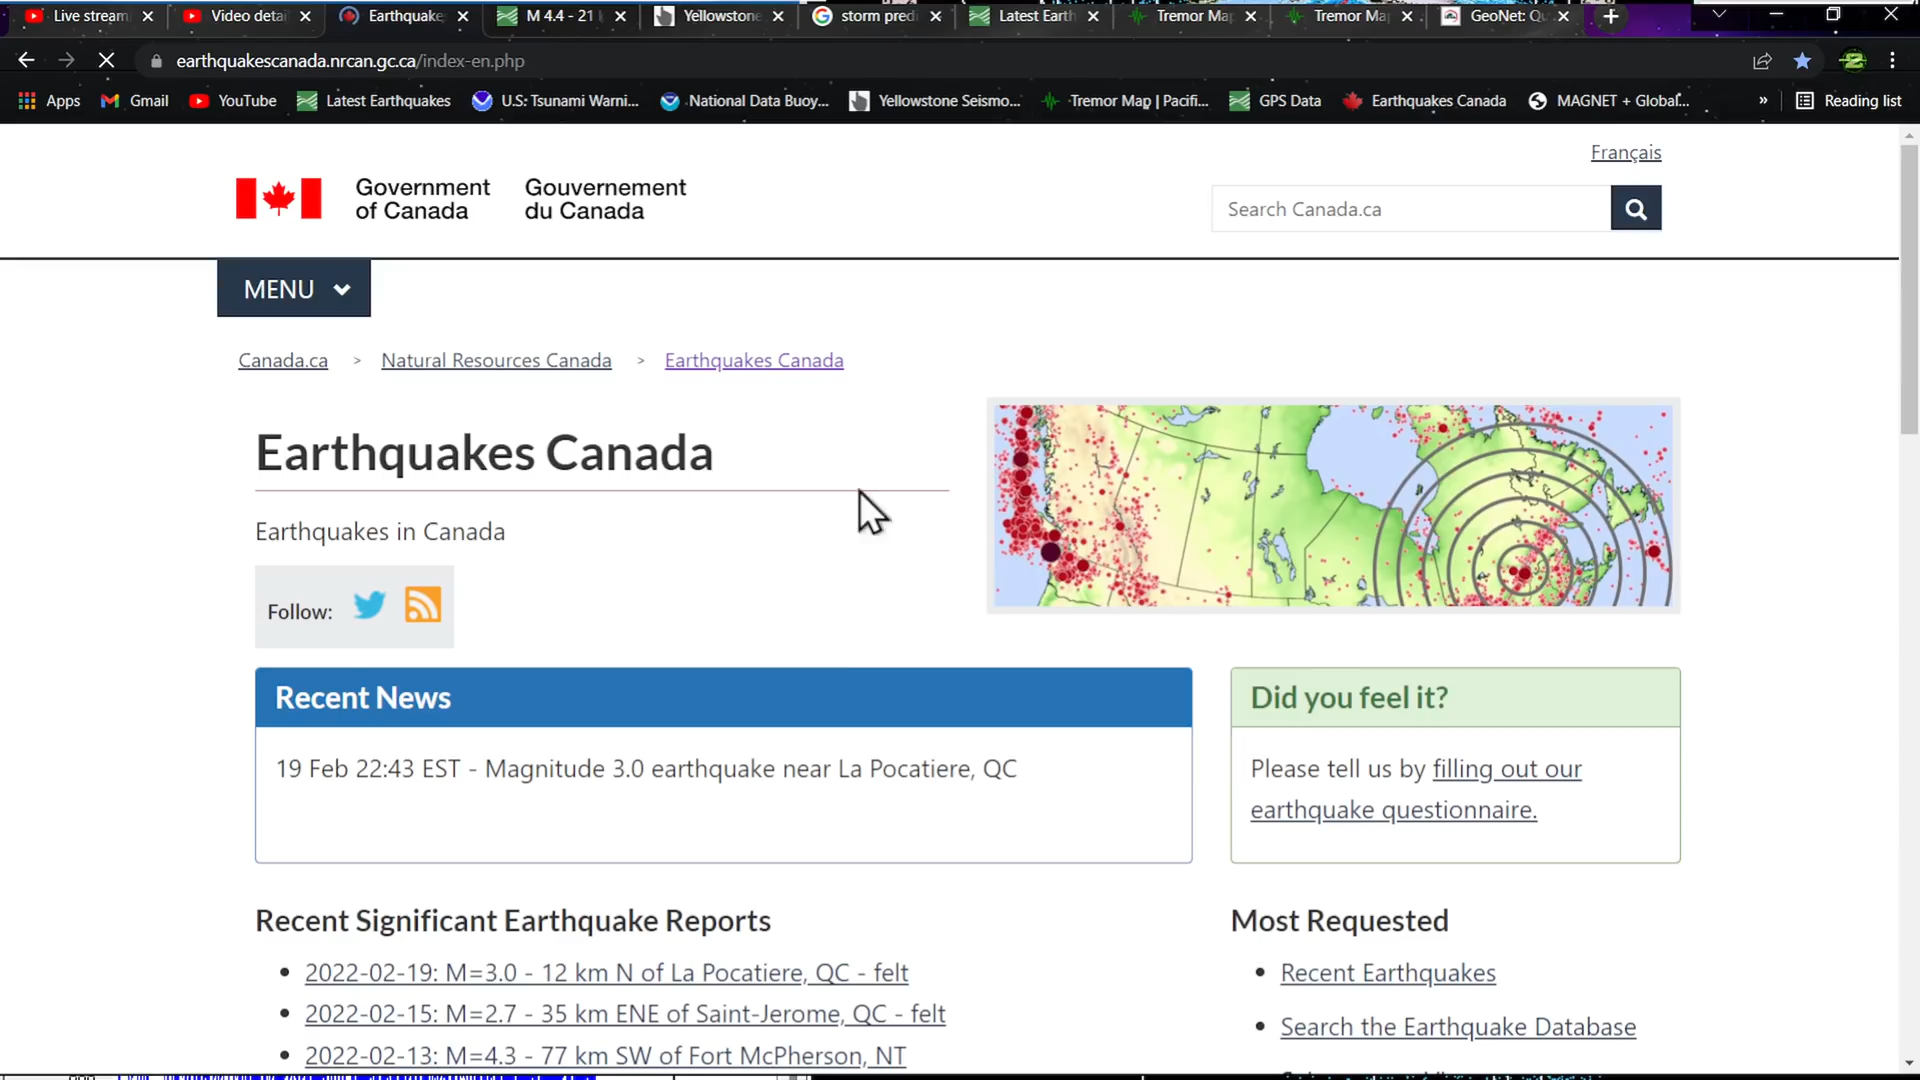 Live stream
Video detai
Earthquake
M 4.4 - 21
Yellowstone
storm pred
Latest Earth
Tremor Map
Tremor Map
GeoNet: Qu
earthquakescanada.nrcan.gc.ca/index-en.php
Apps
Gmail
YouTube
Latest Earthquakes
U.S. Tsunami Warni...
National Data Buoy...
Yellowstone Seismo...
Tremor Map | Pacifi...
GPS Data
Earthquakes Canada
MAGNET + Global...
»
Reading list
Français
Government of Canada
Gouvernement du Canada
Search Canada.ca
MENU
Canada.ca > Natural Resources Canada > Earthquakes Canada
Earthquakes Canada
Earthquakes in Canada
Follow:
Recent News
19 Feb 22:43 EST - Magnitude 3.0 earthquake near La Pocatiere, QC
Did you feel it?
Please tell us by filling out our
earthquake questionnaire.
Recent Significant Earthquake Reports
2022-02-19: M=3.0 - 12 km N of La Pocatiere, QC - felt
2022-02-15: M=2.7 - 35 km ENE of Saint-Jerome, QC - felt
2022-02-13: M=4.3 - 77 km SW of Fort McPherson, NT
Most Requested
Recent Earthquakes
Search the Earthquake Database